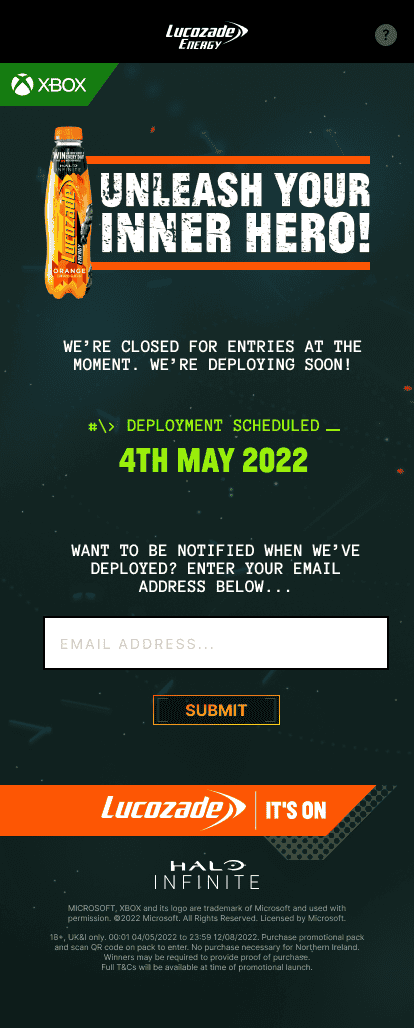 Lucozade
ENERGY
?
XBOX
WIN
HALO
INFINITE
Lucozade
ENERGY
ORANGE
UNLEASH YOUR
INNER HERO!
WE'RE CLOSED FOR ENTRIES AT THE
MOMENT. WE'RE DEPLOYING SOON!
#\> DEPLOYMENT SCHEDULED _
4TH MAY 2022
WANT TO BE NOTIFIED WHEN WE'VE
DEPLOYED? ENTER YOUR EMAIL
ADDRESS BELOW...
EMAIL ADDRESS...
SUBMIT
Lucozade IT'S ON
HALO
INFINITE
MICROSOFT, XBOX and its logo are trademark of Microsoft and used with
permission. ©2022 Microsoft. All Rights Reserved. Licensed by Microsoft.
18+, UK&I only. 00:01 04/05/2022 to 23:59 12/08/2022. Purchase promotional pack
and scan QR code on pack to enter. No purchase necessary for Northern Ireland.
Winners may be required to provide proof of purchase.
Full T&Cs will be available at time of promotional launch.